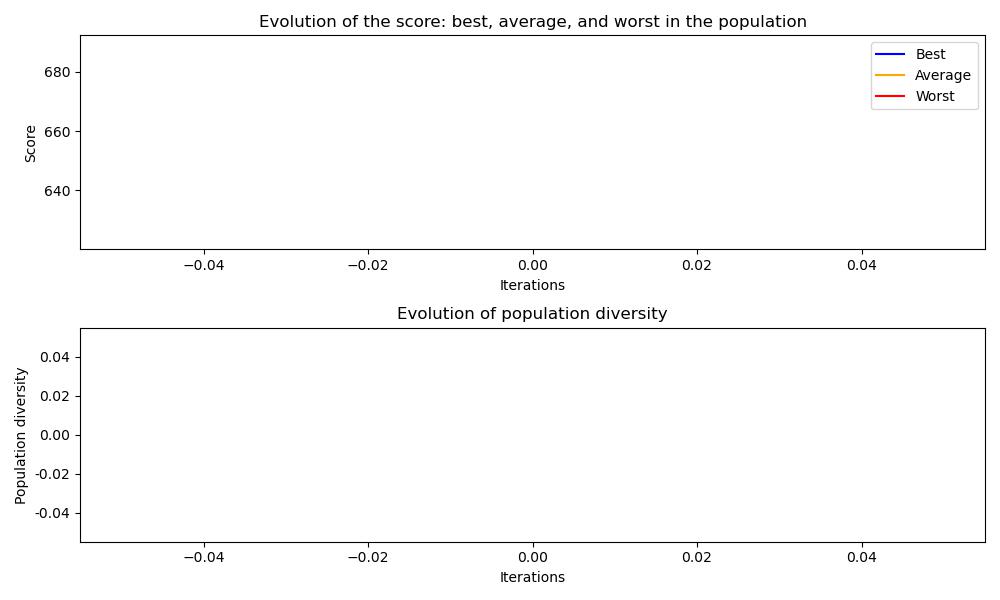 Evolution of the score: best, average, and worst in the population
Best
Average
Worst
680
660
640
Score
−0.04
−0.02
0.00
0.02
0.04
Iterations
Evolution of population diversity
0.04
0.02
0.00
-0.02
-0.04
Population diversity
−0.04
−0.02
0.00
0.02
0.04
Iterations